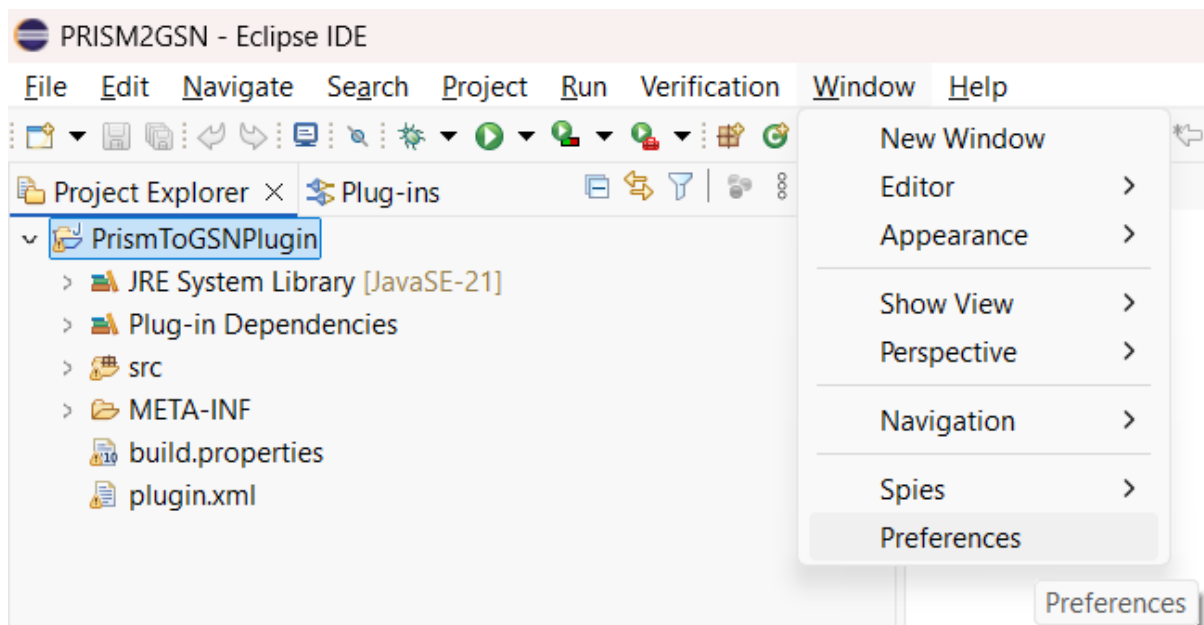 PRISM2GSN - Eclipse IDE
File Edit Navigate Search Project Run Verification Window Help
Project Explorer Plug-ins
PrismToGSNPlugin
JRE System Library [JavaSE-21]
Plug-in Dependencies
src
META-INF
build.properties
plugin.xml
New Window
Editor
Appearance
Show View
Perspective
Navigation
Spies
Preferences
Preferences